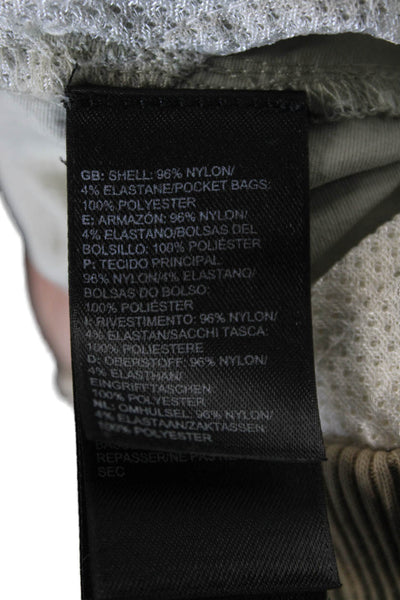 GB: SHELL: 96% NYLON/
4% ELASTANE/POCKET BAGS:
100% POLYESTER
E: ARMAZÓN: 96% NYLON/
4% ELASTANO/BOLSAS DEL
BOLSILLO: 100% POLIÉSTER
P: TECIDO PRINCIPAL
96% NYLON/4% ELASTANO/
BOLSAS DO BOLSO:
100% POLIÉSTER
I: RIVESTIMENTO: 96% NYLON/
4% ELASTAN/SACCHI TASCA:
100% POLIESTERE
D: OBERSTOFF: 96% NYLON/
4% ELASTHAN/
EINGRIFFTASCHEN:
100% POLYESTER
NL: OMHULSEL: 96% NYLON/
4% ELASTAAN/ZAKTASSEN:
100% POLYESTER
REPASSER/NE PAS
SEC